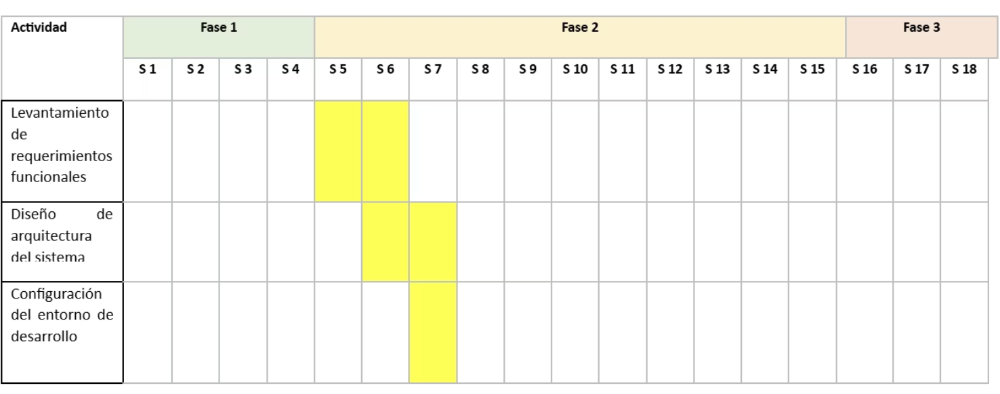 Actividad Fase 1 Fase 2 Fase 3
S 1 S 2 S 3 S 4 S 5 S 6 S 7 S 8 S 9 S 10 S 11 S 12 S 13 S 14 S 15 S 16 S 17 S 18
Levantamiento
de
requerimientos
funcionales
Diseño de
arquitectura
del sistema
Configuración
del entorno de
desarrollo